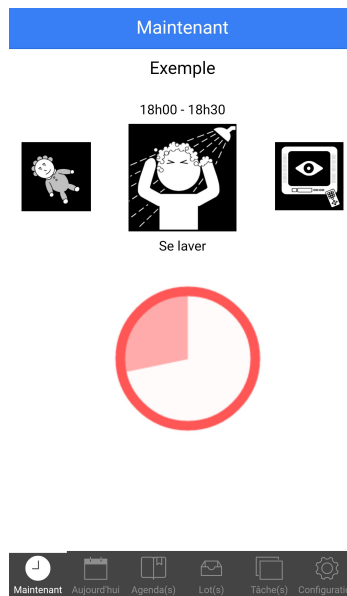 Maintenant
Exemple
18h00 - 18h30
Se laver
Maintenant Aujourd'hui Agenda(s) Lot(s) Tâche(s) Configurati